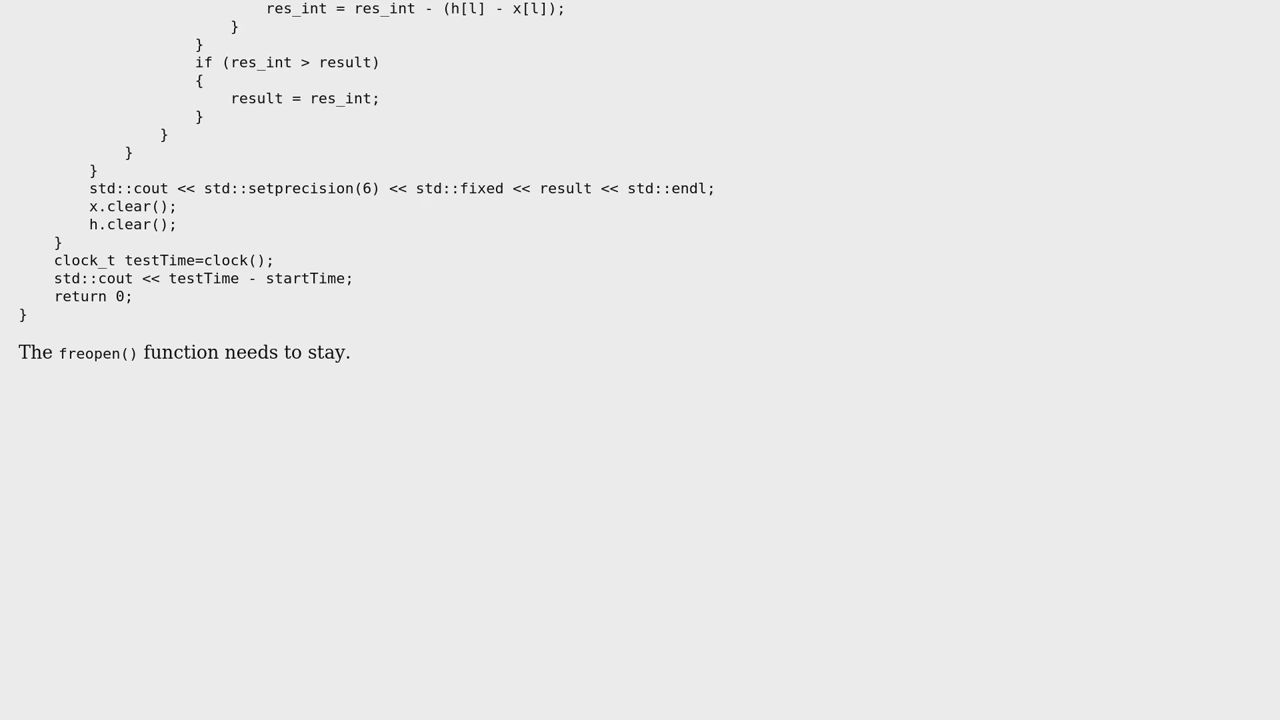 res_int = res_int - (h[l] - x[l]);
                        }
                    }
                    if (res_int > result)
                    {
                        result = res_int;
                    }
                }
            }
        }
        std::cout << std::setprecision(6) << std::fixed << result << std::endl;
        x.clear();
        h.clear();
    }
    clock_t testTime=clock();
    std::cout << testTime - startTime;
    return 0;
}
The freopen() function needs to stay.